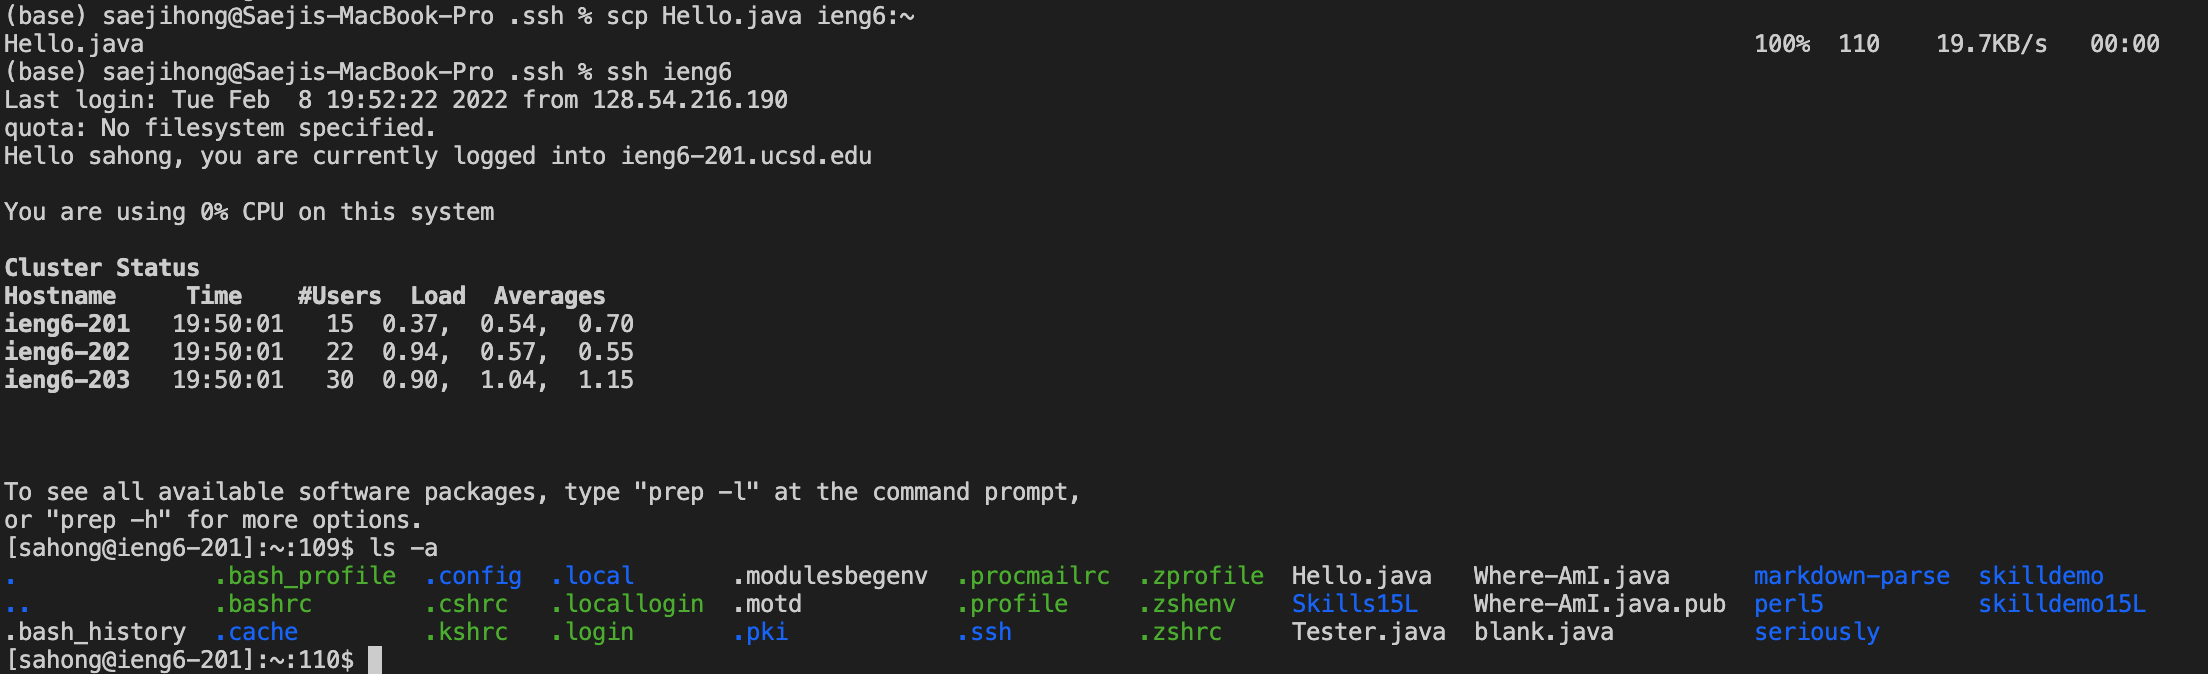 (base) saejihong@Saejis-MacBook-Pro .ssh % scp Hello.java ieng6:~
Hello.java 100% 110 19.7KB/s 00:00
(base) saejihong@Saejis-MacBook-Pro .ssh % ssh ieng6
Last login: Tue Feb  8 19:52:22 2022 from 128.54.216.190
quota: No filesystem specified.
Hello sahong, you are currently logged into ieng6-201.ucsd.edu
You are using 0% CPU on this system
Cluster Status
Hostname     Time    #Users  Load  Averages
ieng6-201   19:50:01   15  0.37,  0.54,  0.70
ieng6-202   19:50:01   22  0.94,  0.57,  0.55
ieng6-203   19:50:01   30  0.90,  1.04,  1.15
To see all available software packages, type "prep -l" at the command prompt,
or "prep -h" for more options.
[sahong@ieng6-201]:~:109$ ls -a
. .bash_profile .config .local .modulesbegenv .procmailrc .zprofile Hello.java Where-AmI.java markdown-parse skilldemo
.. .bashrc .cshrc .locallogin .motd .profile .zshenv Skills15L Where-AmI.java.pub perl5 skilldemo15L
.bash_history .cache .kshrc .login .pki .ssh .zshrc Tester.java blank.java seriously
[sahong@ieng6-201]:~:110$